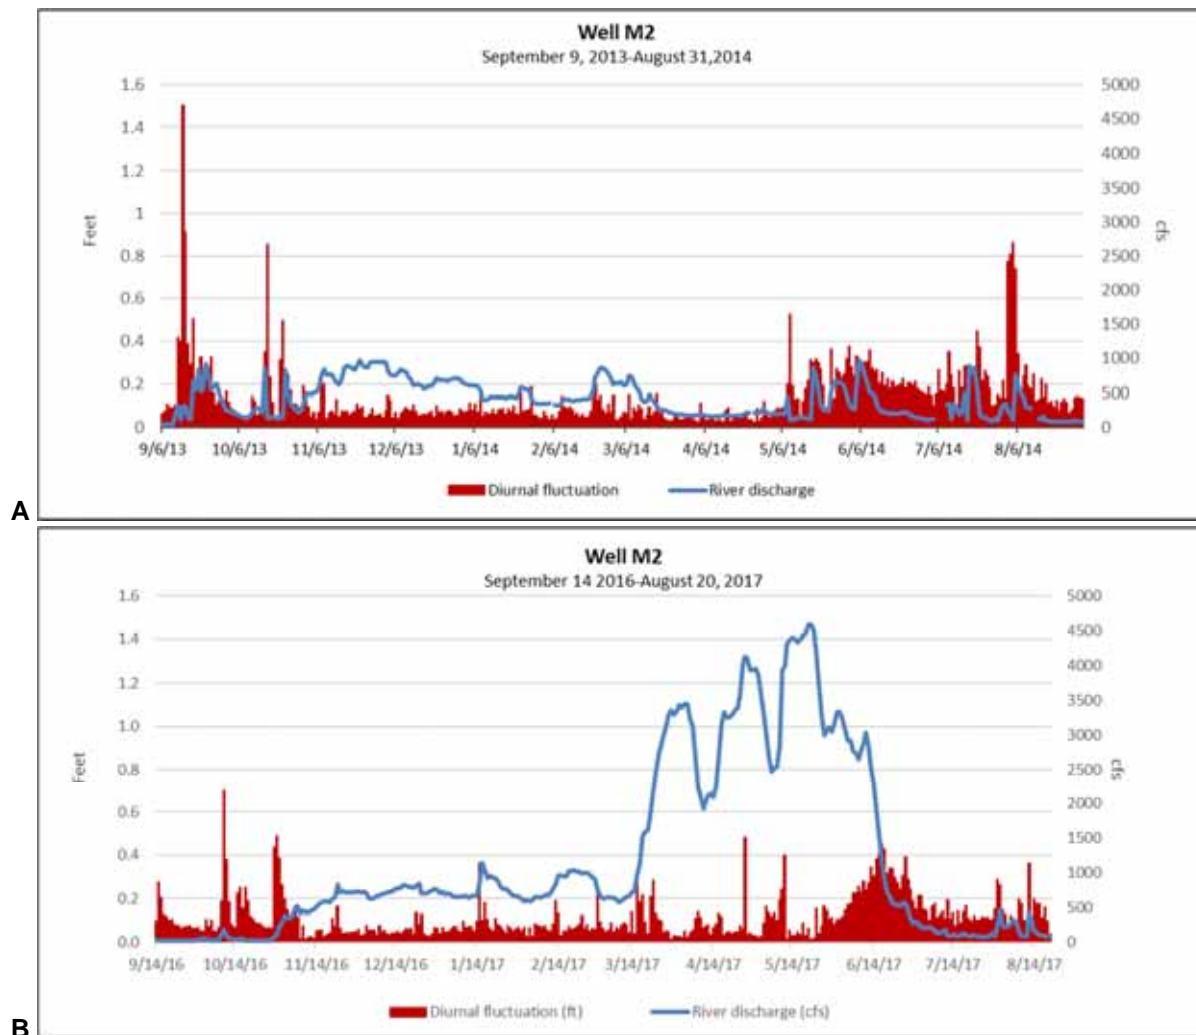 Well M2
September 9, 2013-August 31,2014
1.6
1.4
1.2
1
0.8
0.6
0.4
0.2
0
Feet
5000
4500
4000
3500
3000
2500
2000
1500
1000
500
0
cfs
9/6/13 10/6/13 11/6/13 12/6/13 1/6/14 2/6/14 3/6/14 4/6/14 5/6/14 6/6/14 7/6/14 8/6/14
Diurnal fluctuation River discharge
A
Well M2
September 14 2016-August 20, 2017
1.6
1.4
1.2
1.0
0.8
0.6
0.4
0.2
0.0
Feet
5000
4500
4000
3500
3000
2500
2000
1500
1000
500
0
cfs
9/14/16 10/14/16 11/14/16 12/14/16 1/14/17 2/14/17 3/14/17 4/14/17 5/14/17 6/14/17 7/14/17 8/14/17
Diurnal fluctuation (ft) River discharge (cfs)
B